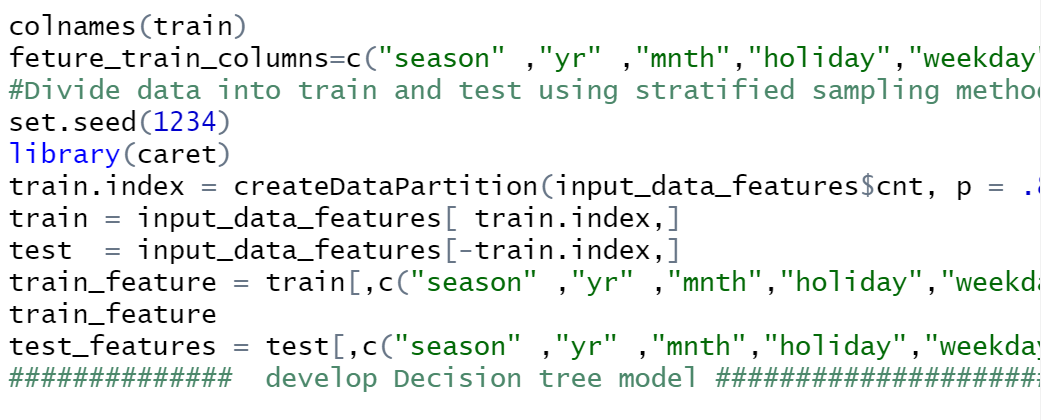 colnames(train)
feture_train_columns=c("season" ,"yr" ,"mnth","holiday","weekday"
#Divide data into train and test using stratified sampling metho
set.seed(1234)
library(caret)
train.index = createDataPartition(input_data_features$cnt, p = .8
train = input_data_features[ train.index,]
test  = input_data_features[-train.index,]
train_feature = train[,c("season" ,"yr" ,"mnth","holiday","weekda
train_feature
test_features = test[,c("season" ,"yr" ,"mnth","holiday","weekday
##############  develop Decision tree model #####################